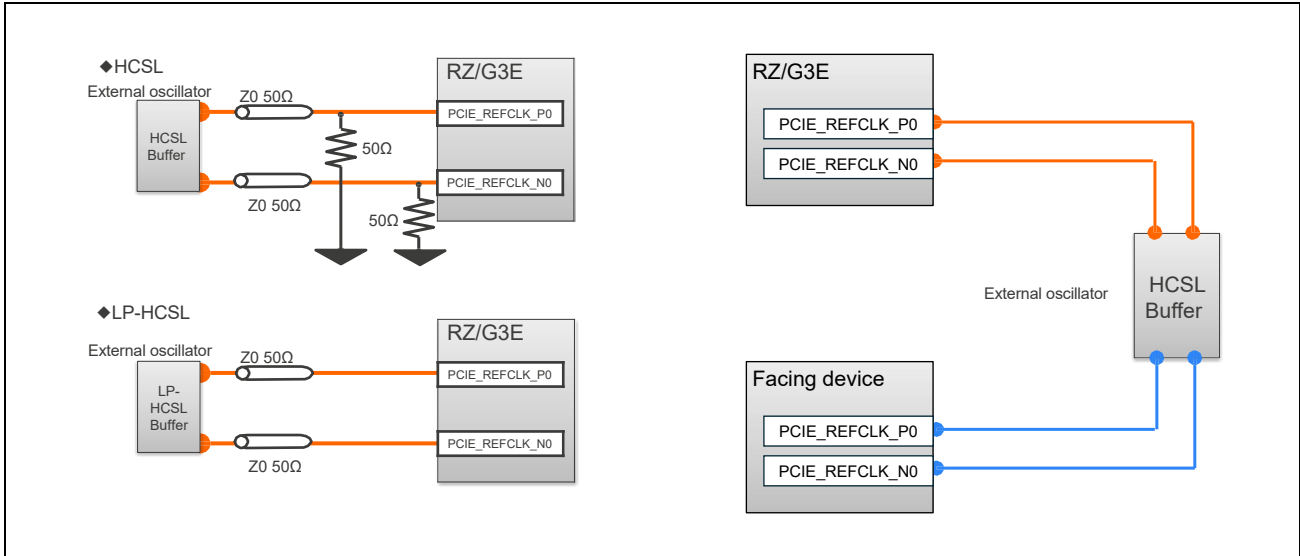 ◆HCSL
External oscillator
HCSL
Buffer
Z0 50Ω
Z0 50Ω
50Ω
50Ω
RZ/G3E
PCIE_REFCLK_P0
PCIE_REFCLK_N0
◆LP-HCSL
External oscillator
LP-
HCSL
Buffer
Z0 50Ω
Z0 50Ω
RZ/G3E
PCIE_REFCLK_P0
PCIE_REFCLK_N0
RZ/G3E
PCIE_REFCLK_P0
PCIE_REFCLK_N0
External oscillator
HCSL
Buffer
Facing device
PCIE_REFCLK_P0
PCIE_REFCLK_N0